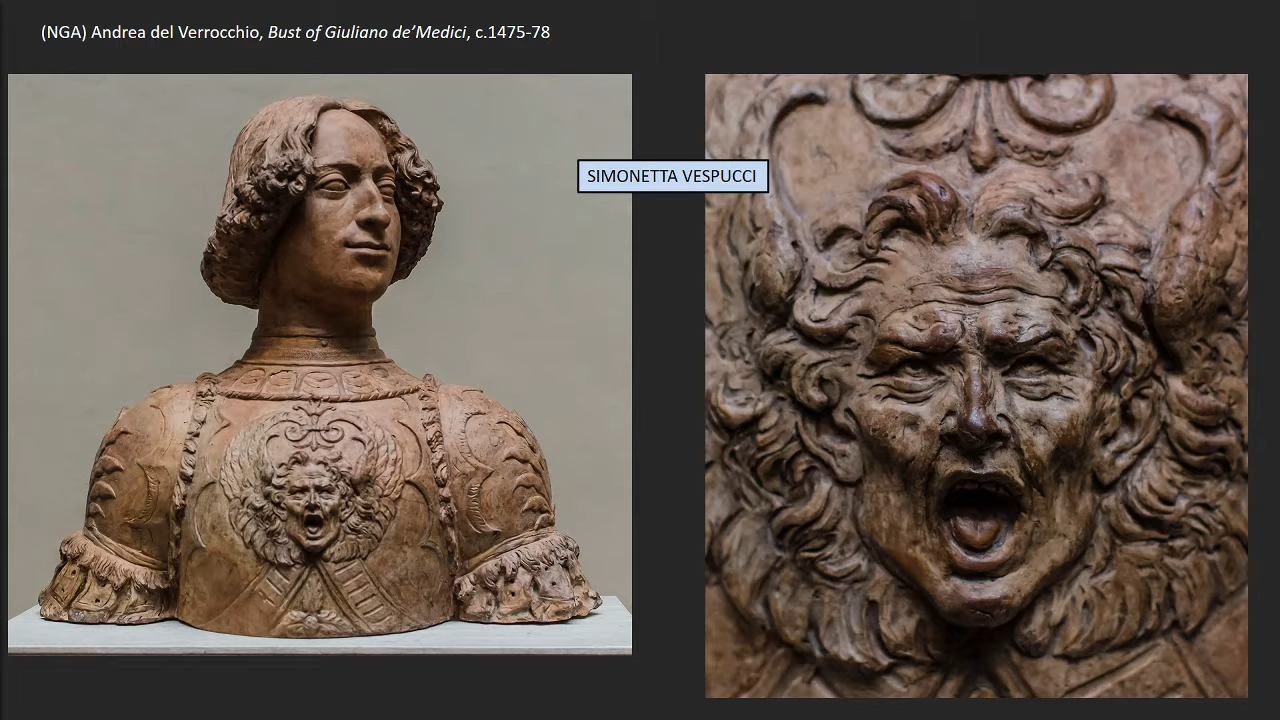 (NGA) Andrea del Verrocchio, Bust of Giuliano de’Medici, c.1475-78
SIMONETTA VESPUCCI